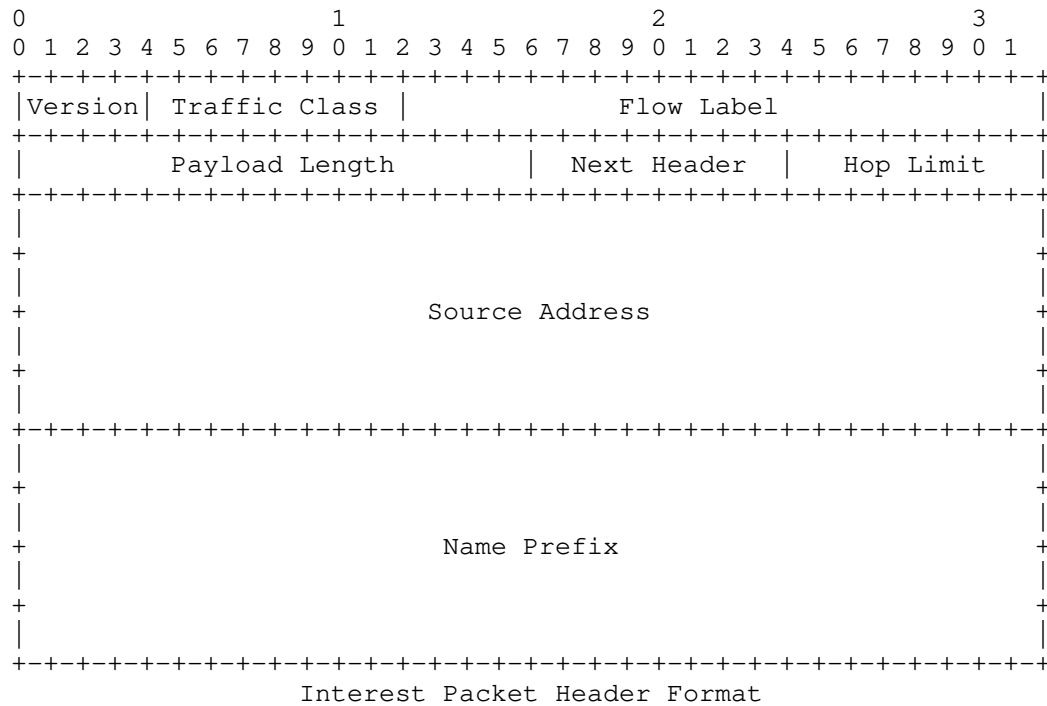 0                   1                   2                   3
0 1 2 3 4 5 6 7 8 9 0 1 2 3 4 5 6 7 8 9 0 1 2 3 4 5 6 7 8 9 0 1
+-+-+-+-+-+-+-+-+-+-+-+-+-+-+-+-+-+-+-+-+-+-+-+-+-+-+-+-+-+-+-+-+
|Version| Traffic Class |             Flow Label                |
+-+-+-+-+-+-+-+-+-+-+-+-+-+-+-+-+-+-+-+-+-+-+-+-+-+-+-+-+-+-+-+-+
|         Payload Length        |  Next Header  |   Hop Limit   |
+-+-+-+-+-+-+-+-+-+-+-+-+-+-+-+-+-+-+-+-+-+-+-+-+-+-+-+-+-+-+-+-+
|                                                               |
+                                                               +
|                                                               |
+                         Source Address                        +
|                                                               |
+                                                               +
|                                                               |
+-+-+-+-+-+-+-+-+-+-+-+-+-+-+-+-+-+-+-+-+-+-+-+-+-+-+-+-+-+-+-+-+
|                                                               |
+                                                               +
|                                                               |
+                          Name Prefix                          +
|                                                               |
+                                                               +
|                                                               |
+-+-+-+-+-+-+-+-+-+-+-+-+-+-+-+-+-+-+-+-+-+-+-+-+-+-+-+-+-+-+-+-+
Interest Packet Header Format